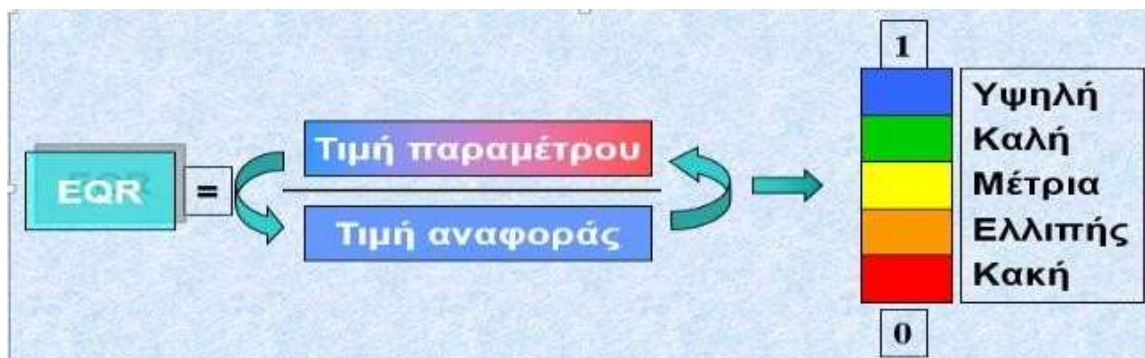 EQR
=
Τιμή παραμέτρου
Τιμή αναφοράς
1
Υψηλή
Καλή
Μέτρια
Ελλιπής
Κακή
0